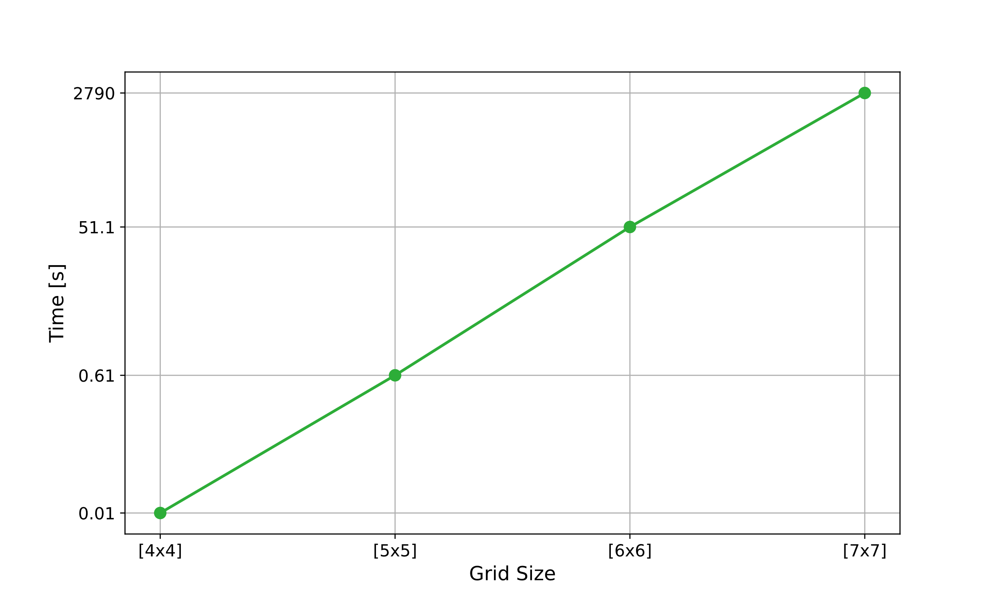 2790
51.1
0.61
0.01
Time [s]
[4x4] [5x5] [6x6] [7x7]
Grid Size